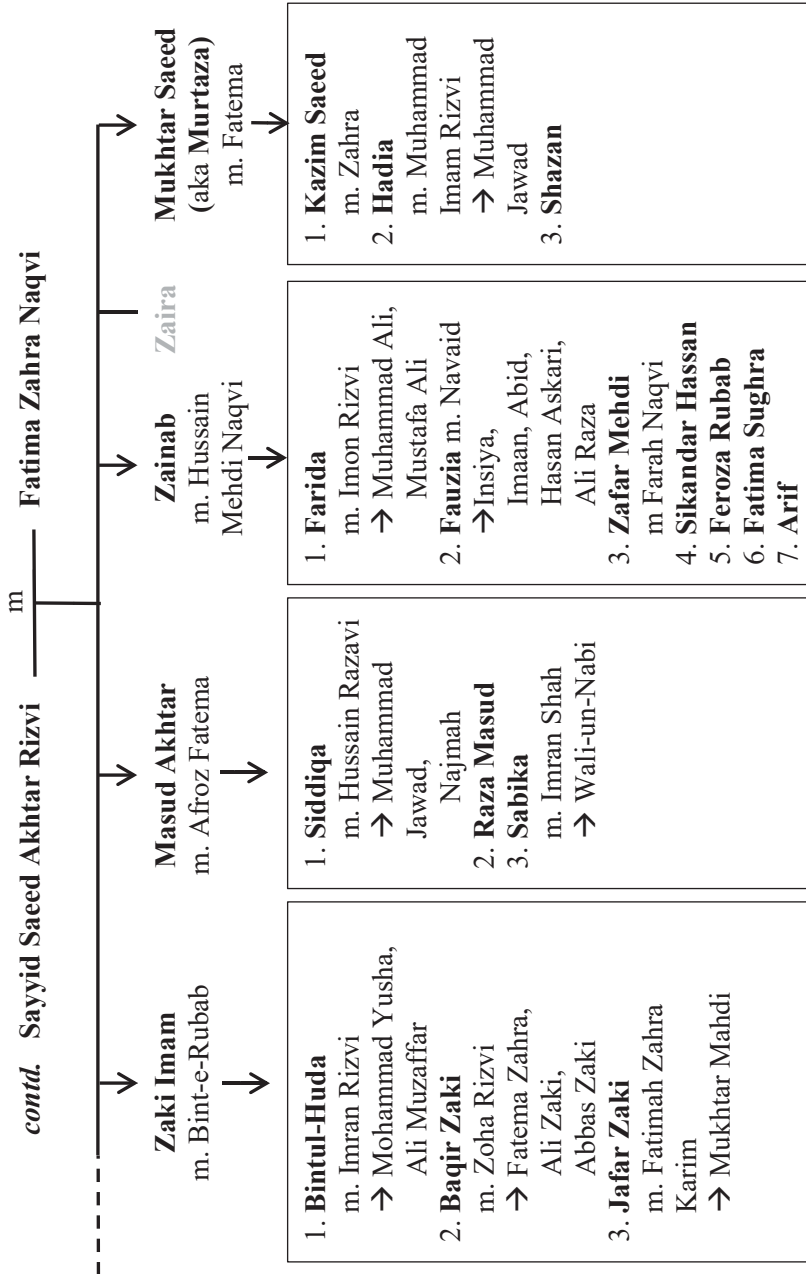 contd. Sayyid Saeed Akhtar Rizvi
m
Fatima Zahra Naqvi
Zaki Imam
m. Bint-e-Rubab
1. Bintul-Huda
m. Imran Rizvi
→ Mohammad Yusha,
Ali Muzaffar
2. Baqir Zaki
m. Zoha Rizvi
→ Fatema Zahra,
Ali Zaki,
Abbas Zaki
3. Jafar Zaki
m. Fatimah Zahra
Karim
→ Mukhtar Mahdi
Masud Akhtar
m. Afroz Fatema
1. Siddiqa
m. Hussain Razavi
→ Muhammad
Jawad,
Najmah
2. Raza Masud
3. Sabika
m. Imran Shah
→ Wali-un-Nabi
Zainab
m. Hussain
Mehdi Naqvi
1. Farida
m. Imon Rizvi
→ Muhammad Ali,
Mustafa Ali
2. Fauzia m. Navaid
→Insiya,
Imaan, Abid,
Hasan Askari,
Ali Raza
3. Zafar Mehdi
m Farah Naqvi
4. Sikandar Hassan
5. Feroza Rubab
6. Fatima Sughra
7. Arif
Zaira
Mukhtar Saeed
(aka Murtaza)
m. Fatema
1. Kazim Saeed
m. Zahra
2. Hadia
m. Muhammad
Imam Rizvi
→ Muhammad
Jawad
3. Shazan